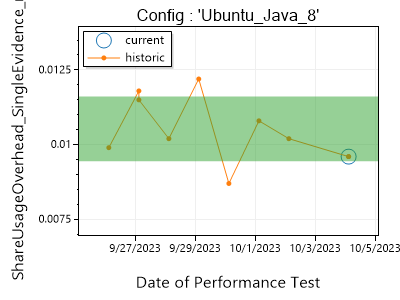 Config : 'Ubuntu_Java_8'
current
historic
ShareUsageOverhead_SingleEvidence_
0.0125
0.01
0.0075
9/27/2023 9/29/2023 10/1/2023 10/3/2023 10/5/2023
Date of Performance Test